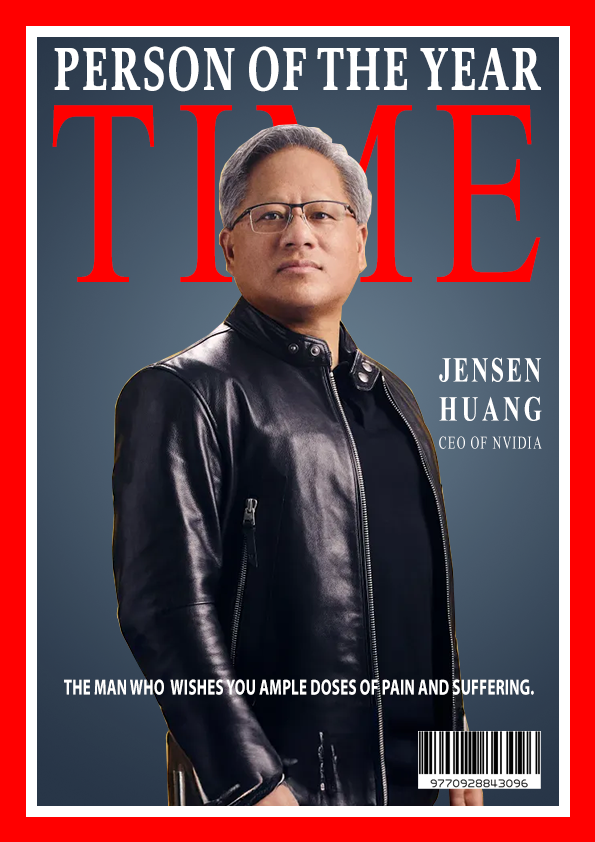 PERSON OF THE YEAR
TIME
JENSEN
HUANG
CEO OF NVIDIA
THE MAN WHO WISHES YOU AMPLE DOSES OF PAIN AND SUFFERING.
9770928843096